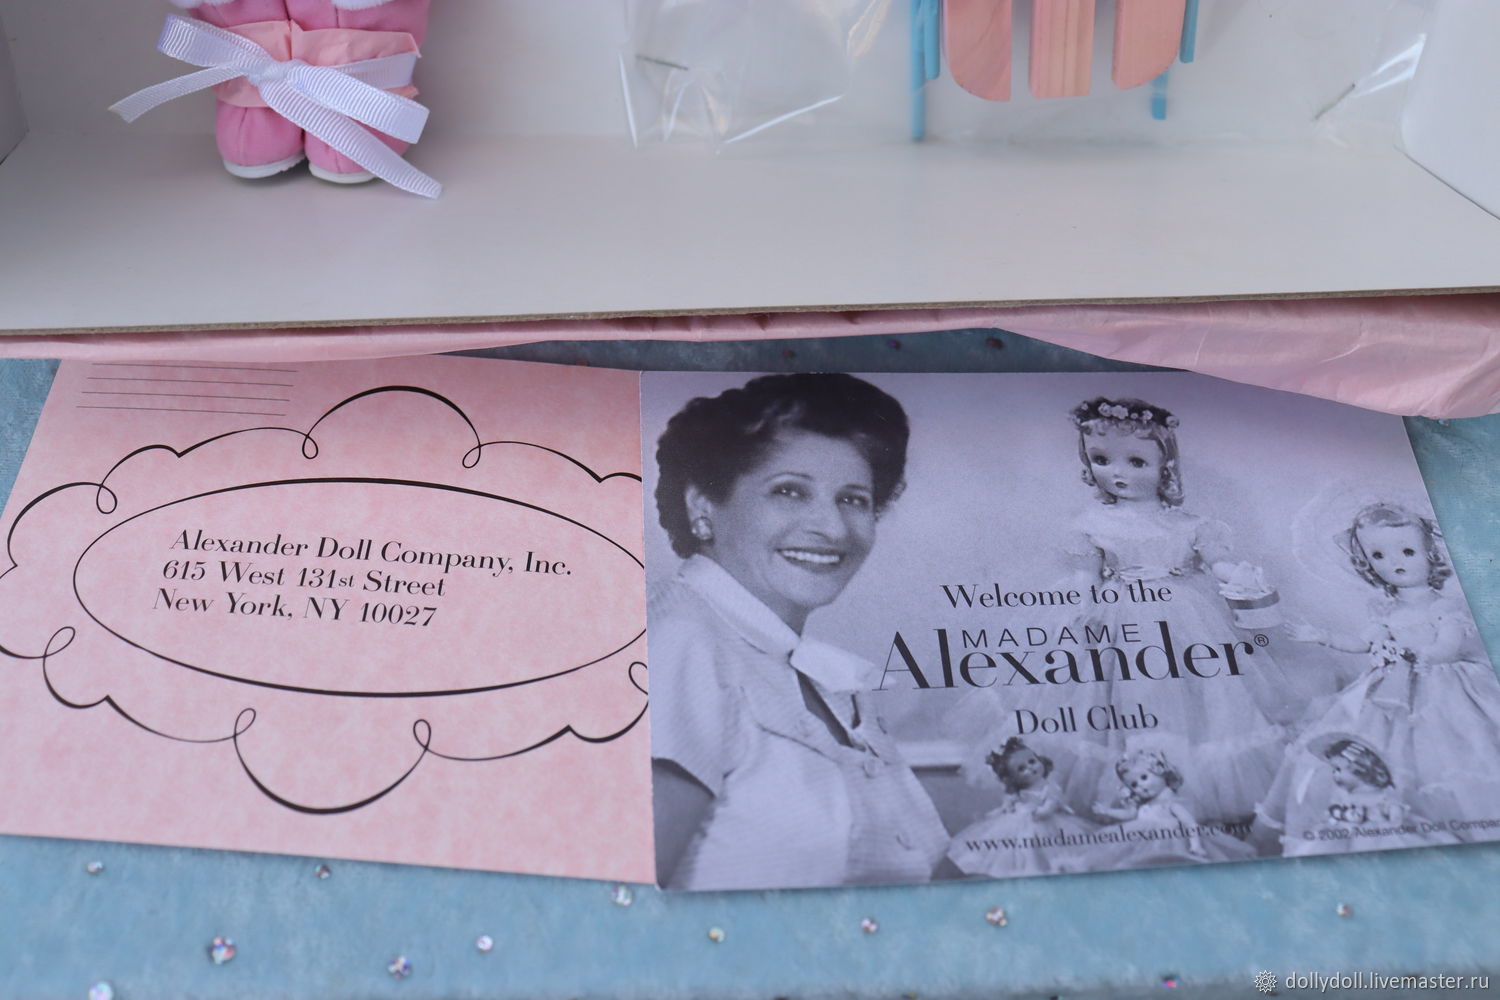 Alexander Doll Company, Inc.
615 West 131st Street
New York, NY 10027
Welcome to the
MADAME
Alexander®
Doll Club
www.madamealexander.com
© 2002 Alexander Doll
dollydoll.livemaster.ru